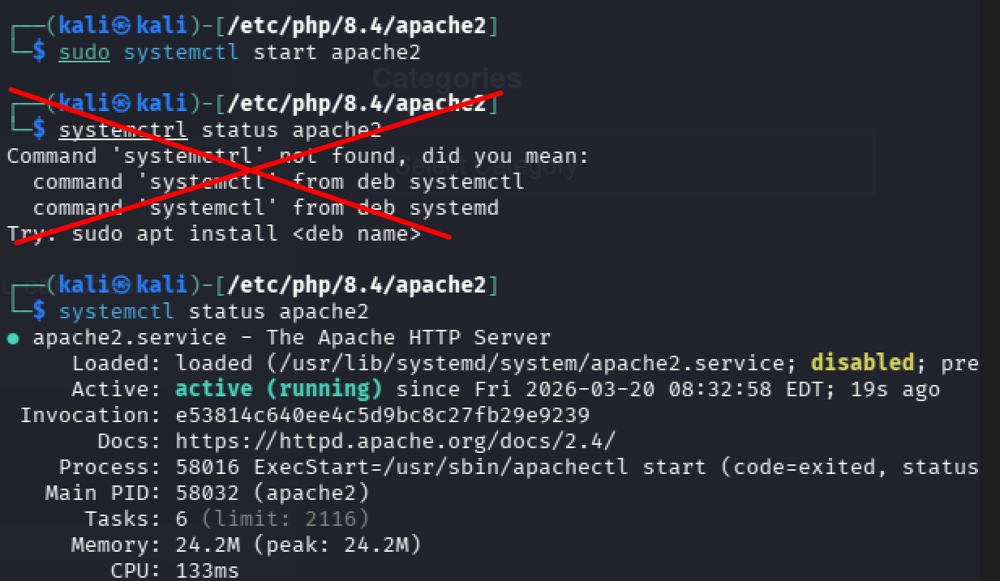 ┌──(kali㉿kali)-[/etc/php/8.4/apache2]
└─$ sudo systemctl start apache2
Categories
┌──(kali㉿kali)-[/etc/php/8.4/apache2]
└─$ systemctrl status apache2
Command 'systemctrl' not found, did you mean:
Select Category
  command 'systemctl' from deb systemctl
  command 'systemctl' from deb systemd
Try: sudo apt install <deb name>
┌──(kali㉿kali)-[/etc/php/8.4/apache2]
└─$ systemctl status apache2
● apache2.service - The Apache HTTP Server
     Loaded: loaded (/usr/lib/systemd/system/apache2.service; disabled; pre
     Active: active (running) since Fri 2026-03-20 08:32:58 EDT; 19s ago
 Invocation: e53814c640ee4c5d9bc8c27fb29e9239
       Docs: https://httpd.apache.org/docs/2.4/
    Process: 58016 ExecStart=/usr/sbin/apachectl start (code=exited, status
   Main PID: 58032 (apache2)
      Tasks: 6 (limit: 2116)
     Memory: 24.2M (peak: 24.2M)
        CPU: 133ms